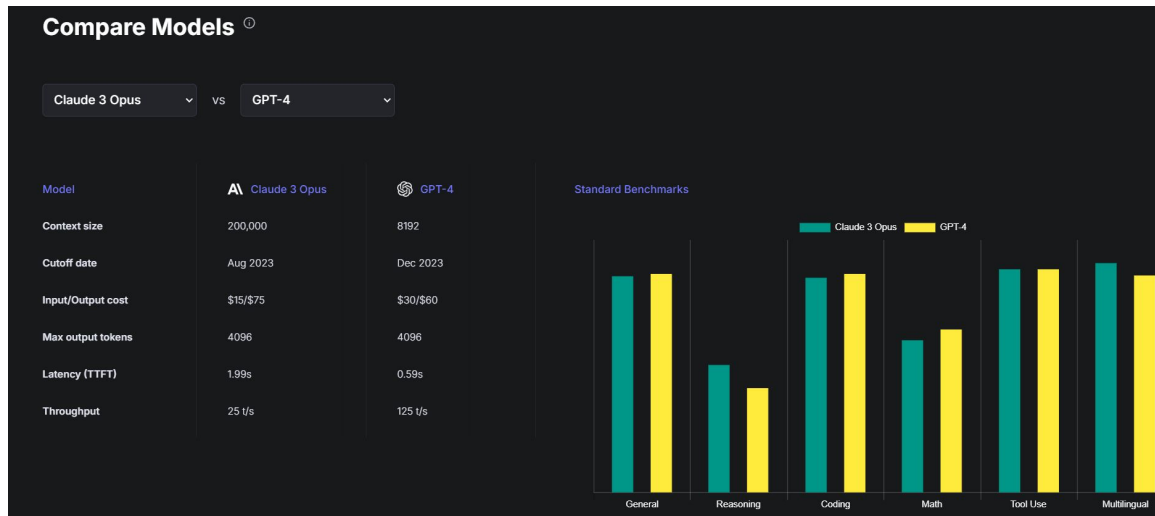 Compare Models
Claude 3 Opus vs GPT-4
Model Claude 3 Opus GPT-4 Standard Benchmarks
Context size 200,000 8192
Claude 3 Opus GPT-4
Cutoff date Aug 2023 Dec 2023
Input/Output cost $15/$75 $30/$60
Max output tokens 4096 4096
Latency (TTFT) 1.99s 0.59s
Throughput 25 t/s 125 t/s
General Reasoning Coding Math Tool Use Multilingual